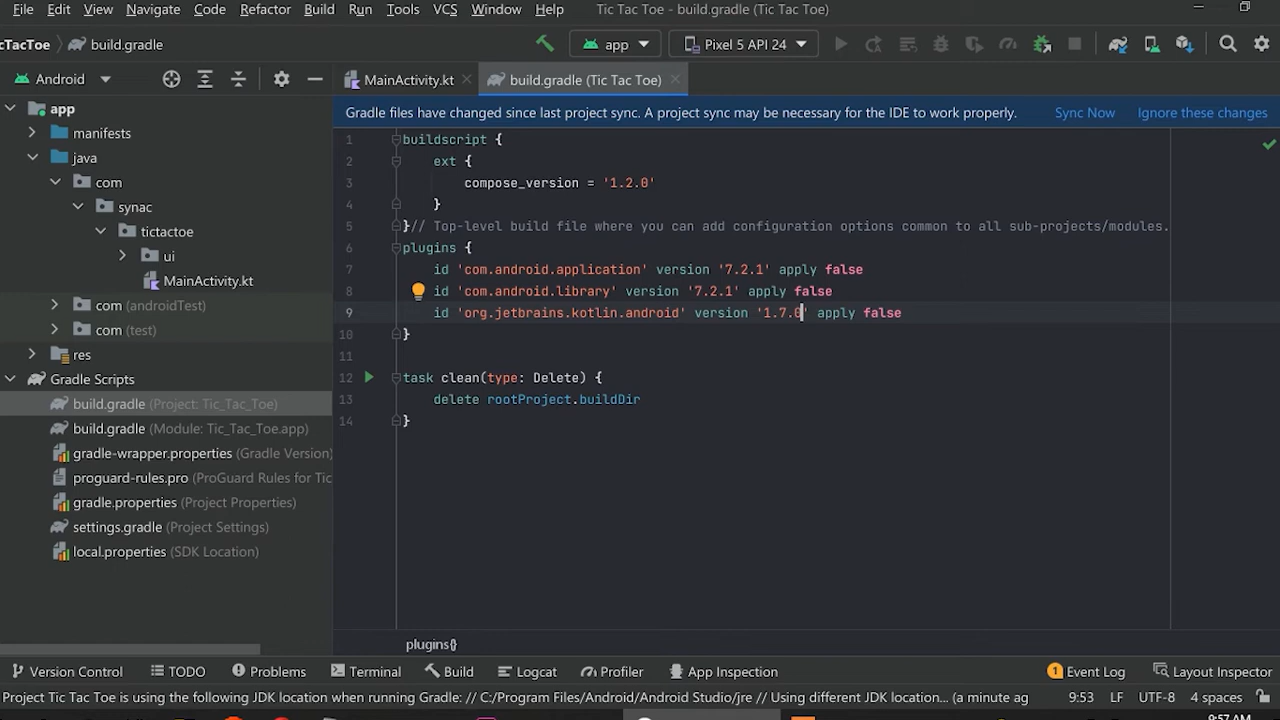 File Edit View Navigate Code Refactor Build Run Tools VCS Window Help Tic Tac Toe - build.gradle (Tic Tac Toe)
cTacToe build.gradle app Pixel 5 API 24
Android MainActivity.kt build.gradle (Tic Tac Toe)
app
manifests
java
com
synac
tictactoe
ui
MainActivity.kt
com (androidTest)
com (test)
res
Gradle Scripts
build.gradle (Project: Tic_Tac_Toe)
build.gradle (Module: Tic_Tac_Toe.app)
gradle-wrapper.properties (Gradle Version)
proguard-rules.pro (ProGuard Rules for Tic
gradle.properties (Project Properties)
settings.gradle (Project Settings)
local.properties (SDK Location)
Gradle files have changed since last project sync. A project sync may be necessary for the IDE to work properly. Sync Now Ignore these changes
1 buildscript {
2 ext {
3 compose_version = '1.2.0'
4 }
5 }// Top-level build file where you can add configuration options common to all sub-projects/modules.
6 plugins {
7 id 'com.android.application' version '7.2.1' apply false
8 id 'com.android.library' version '7.2.1' apply false
9 id 'org.jetbrains.kotlin.android' version '1.7.0' apply false
10 }
11
12 task clean(type: Delete) {
13 delete rootProject.buildDir
14 }
plugins{}
Version Control TODO Problems Terminal Build Logcat Profiler App Inspection 1 Event Log Layout Inspector
Project Tic Tac Toe is using the following JDK location when running Gradle: // C:/Program Files/Android/Android Studio/jre // Using different JDK location... (a minute ag 9:53 LF UTF-8 4 spaces
9:57 AM